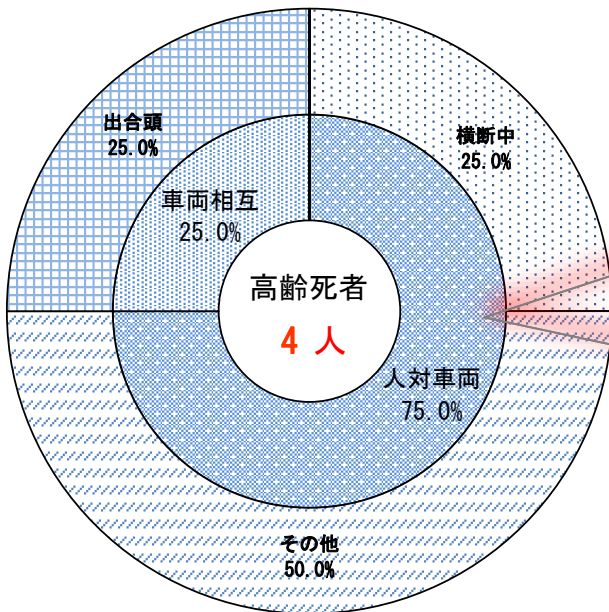 出合頭
25.0%
横断中
25.0%
車両相互
25.0%
高齢死者
4 人
人対車両
75.0%
その他
50.0%